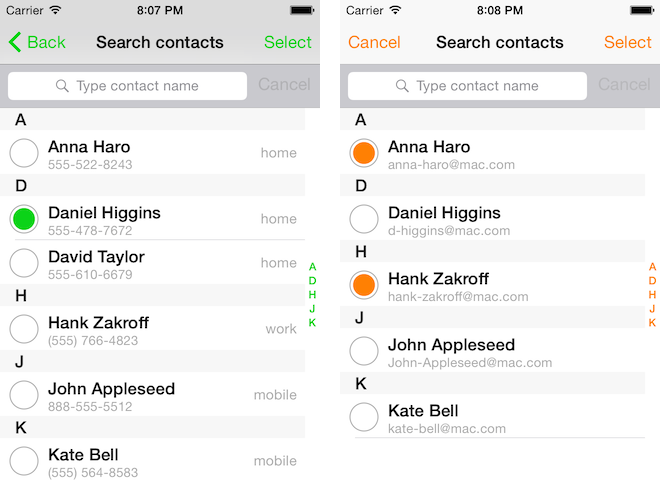 Carrier 8:07 PM
Back Search contacts Select
Type contact name Cancel
A
Anna Haro
555-522-8243 home
D
Daniel Higgins
555-478-7672 home
David Taylor
555-610-6679 home
H
Hank Zakroff
(555) 766-4823 work
J
John Appleseed
888-555-5512 mobile
K
Kate Bell
(555) 564-8583 mobile
A
D
H
J
K
Carrier 8:08 PM
Cancel Search contacts Select
Type contact name Cancel
A
Anna Haro
anna-haro@mac.com
D
Daniel Higgins
d-higgins@mac.com
H
Hank Zakroff
hank-zakroff@mac.com
J
John Appleseed
John-Appleseed@mac.com
K
Kate Bell
kate-bell@mac.com
A
D
H
J
K